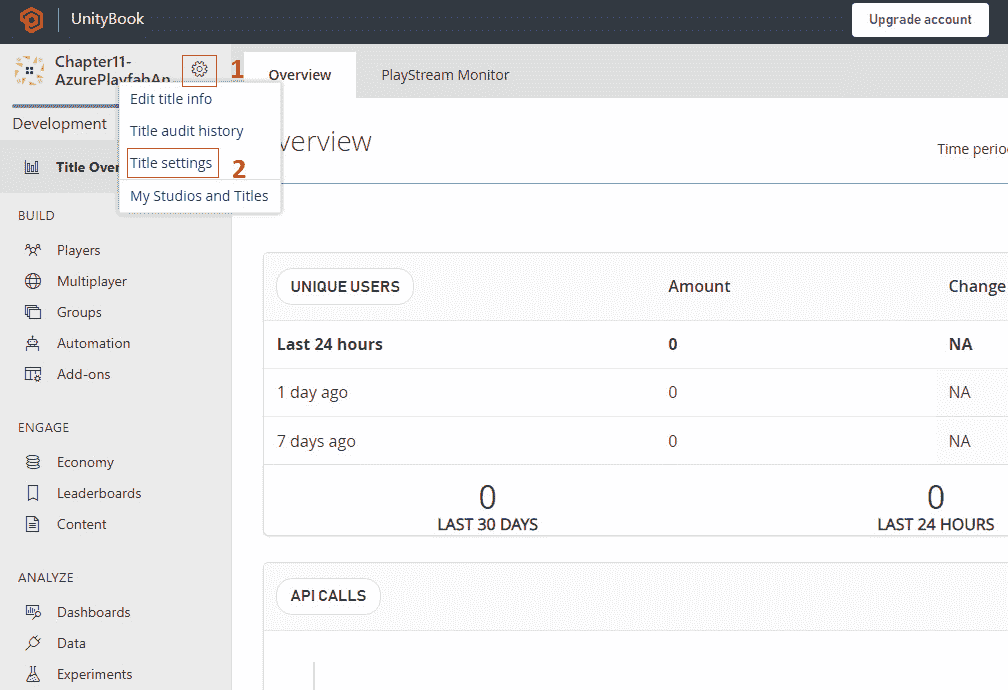 UnityBook
Upgrade account
Chapter11-
AzurePlayfabAn
1
Overview
PlayStream Monitor
Edit title info
Title audit history
Title settings
2
My Studios and Titles
Development
Title Over
verview
Time perio
BUILD
Players
Multiplayer
Groups
Automation
Add-ons
ENGAGE
Economy
Leaderboards
Content
ANALYZE
Dashboards
Data
Experiments
UNIQUE USERS Amount Change
Last 24 hours 0 NA
1 day ago 0 NA
7 days ago 0 NA
0 0
LAST 30 DAYS LAST 24 HOURS
API CALLS